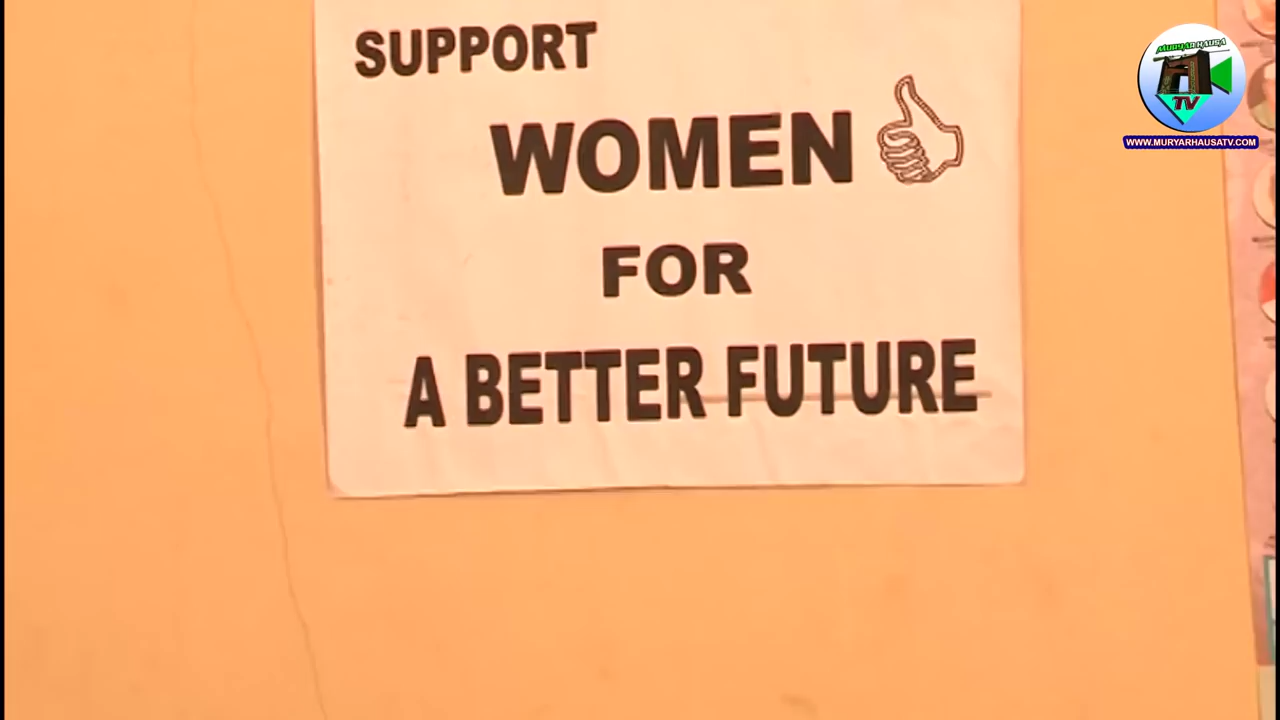 SUPPORT
WOMEN
FOR
A BETTER FUTURE
MURYAR HAUSA
TV
WWW.MURYARHAUSATV.COM